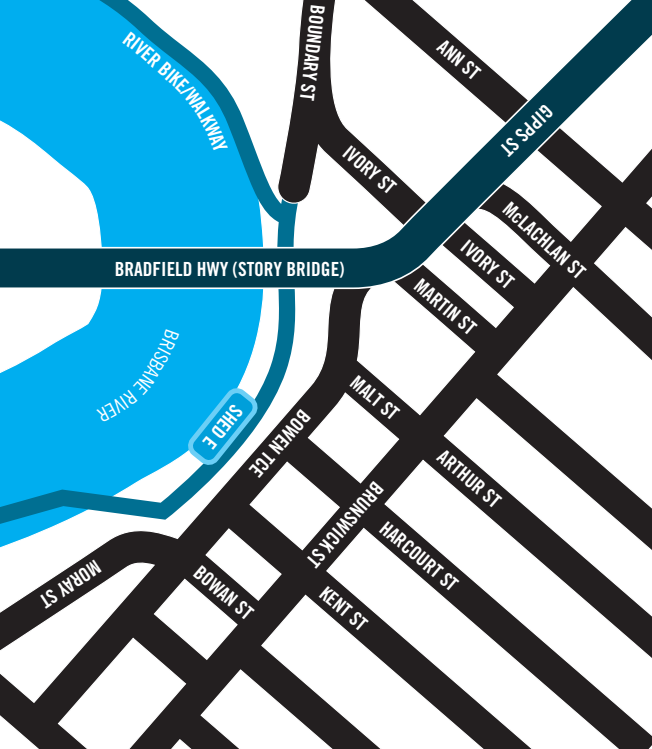 BOUNDARY ST
ANN ST
RIVER BIKE/WALKWAY
GIPPS ST
IVORY ST
McLACHLAN ST
IVORY ST
BRADFIELD HWY (STORY BRIDGE)
MARTIN ST
BRISBANE RIVER
MALT ST
SHED E
BOWEN TCE
ARTHUR ST
BRUNSWICK ST
HARCOURT ST
MORAY ST
BOWAN ST
KENT ST